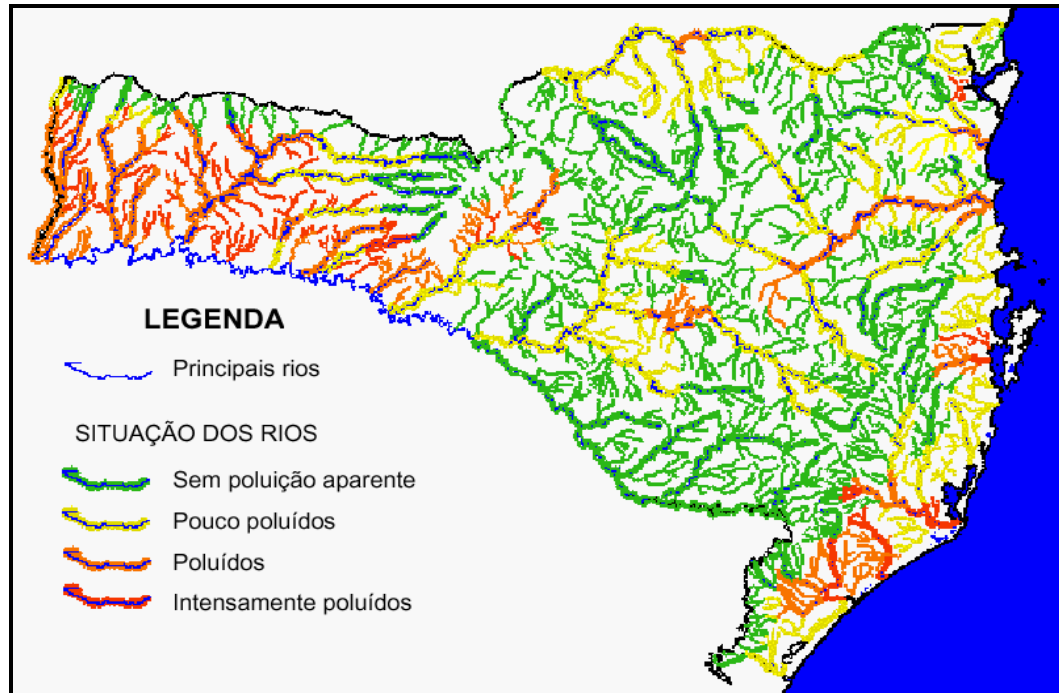 LEGENDA
Principais rios
SITUAÇÃO DOS RIOS
Sem poluição aparente
Pouco poluídos
Poluídos
Intensamente poluídos